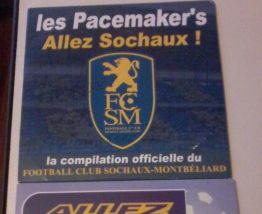 les Pacemaker's
Allez Sochaux !
FC
SM
la compilation officielle du
FOOTBALL CLUB SOCHAUX-MONTBÉLIARD
ALLEZ